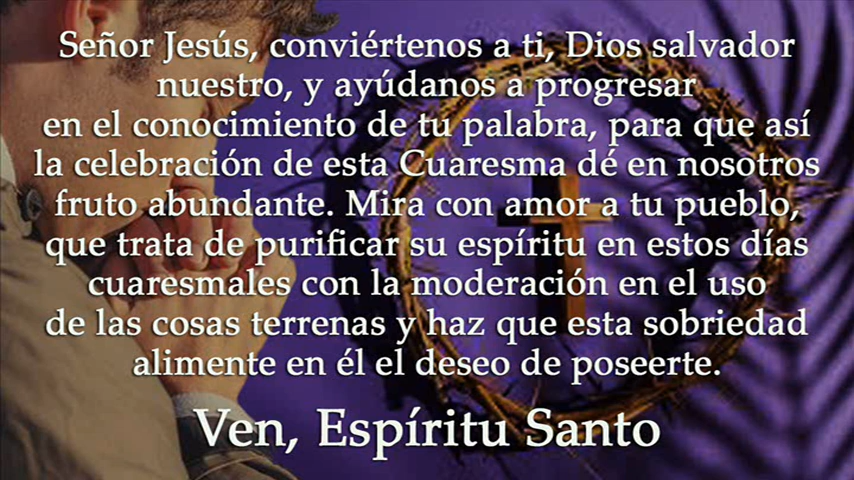 Señor Jesús, conviértenos a ti, Dios salvador
nuestro, y ayúdanos a progresar
en el conocimiento de tu palabra, para que así
la celebración de esta Cuaresma dé en nosotros
fruto abundante. Mira con amor a tu pueblo,
que trata de purificar su espíritu en estos días
cuaresmales con la moderación en el uso
de las cosas terrenas y haz que esta sobriedad
alimente en él el deseo de poseerte.
Ven, Espíritu Santo